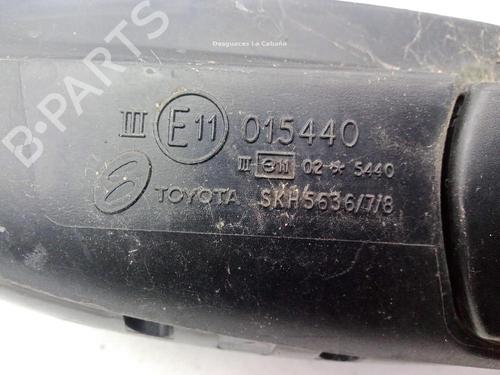 Desguaces La Cabaña
B-PARTS
III E11 015440
III e11 02-* 5440
TOYOTA SKH5636/7/8